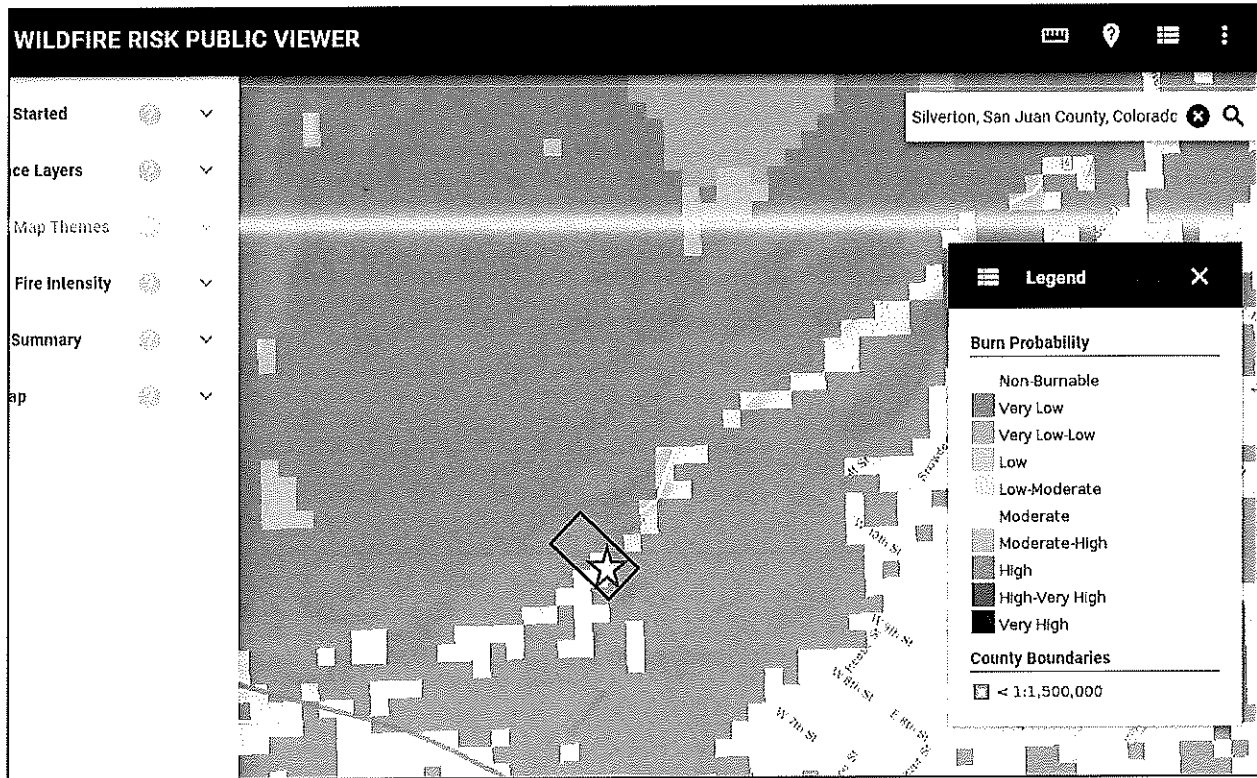 WILDFIRE RISK PUBLIC VIEWER
Silverton, San Juan County, Colorado
Started
ce Layers
Map Themes
Fire Intensity
Summary
ap
Legend
Burn Probability
Non-Burnable
Very Low
Very Low-Low
Low
Low-Moderate
Moderate
Moderate-High
High
High-Very High
Very High
County Boundaries
< 1:1,500,000
W 9th St
W 8th St
E 8th St
W 7th St